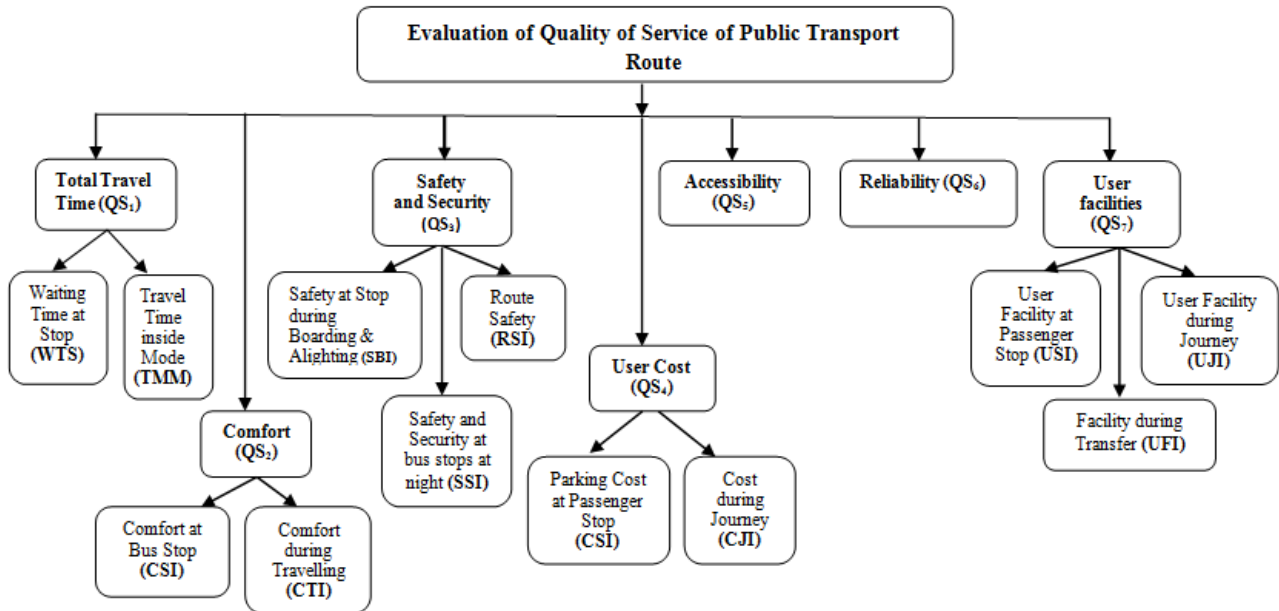 Evaluation of Quality of Service of Public Transport
Route
Total Travel
Time (QS₁)
Safety
and Security
(QS₃)
Accessibility
(QS₅)
Reliability (QS₆)
User
facilities
(QS₇)
Waiting
Time at
Stop
(WTS)
Travel
Time
inside
Mode
(TMM)
Safety at Stop
during
Boarding &
Alighting (SBI)
Route
Safety
(RSI)
User
Facility at
Passenger
Stop (USI)
User Facility
during
Journey
(UJI)
User Cost
(QS₄)
Comfort
(QS₂)
Safety and
Security at
bus stops at
night (SSI)
Facility during
Transfer (UFI)
Parking Cost
at Passenger
Stop
(CSI)
Cost
during
Journey
(CJI)
Comfort at
Bus Stop
(CSI)
Comfort
during
Travelling
(CTI)